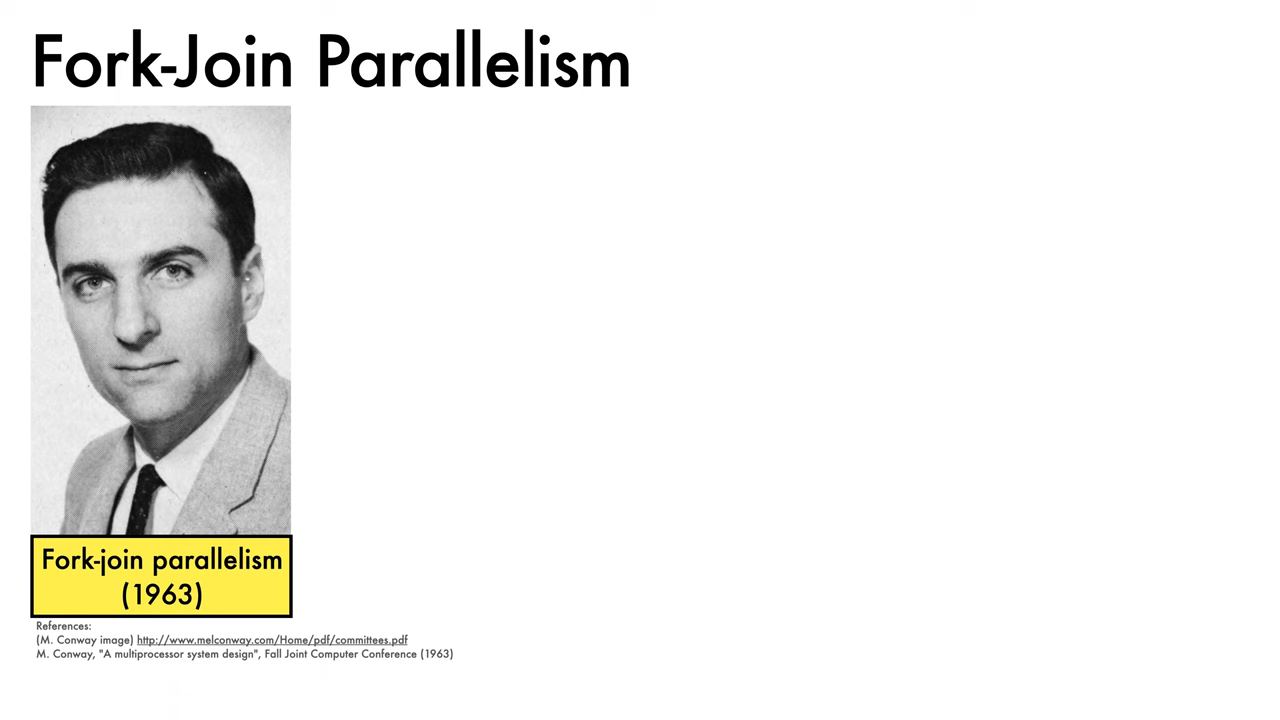 Fork-Join Parallelism
Fork-join parallelism
(1963)
References:
(M. Conway image) http://www.melconway.com/Home/pdf/committees.pdf
M. Conway, "A multiprocessor system design", Fall Joint Computer Conference (1963)